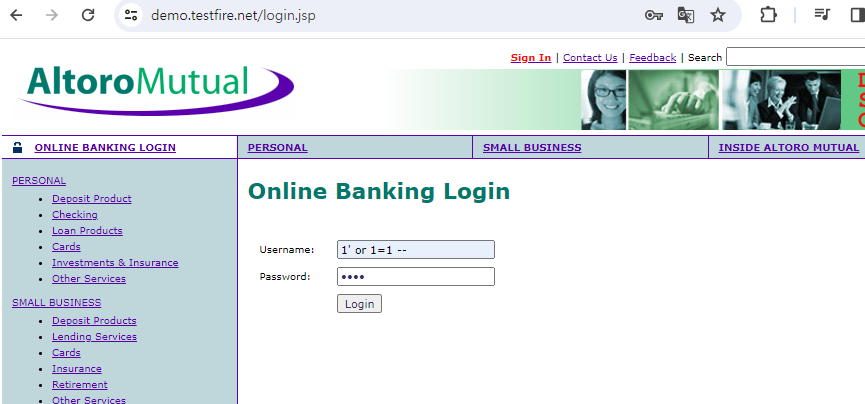 demo.testfire.net/login.jsp
Sign In | Contact Us | Feedback | Search
AltoroMutual
ONLINE BANKING LOGIN
PERSONAL
SMALL BUSINESS
INSIDE ALTORO MUTUAL
PERSONAL
Deposit Product
Checking
Loan Products
Cards
Investments & Insurance
Other Services
SMALL BUSINESS
Deposit Products
Lending Services
Cards
Insurance
Retirement
Other Services
Online Banking Login
Username: 1' or 1=1 --
Password: ••••
Login